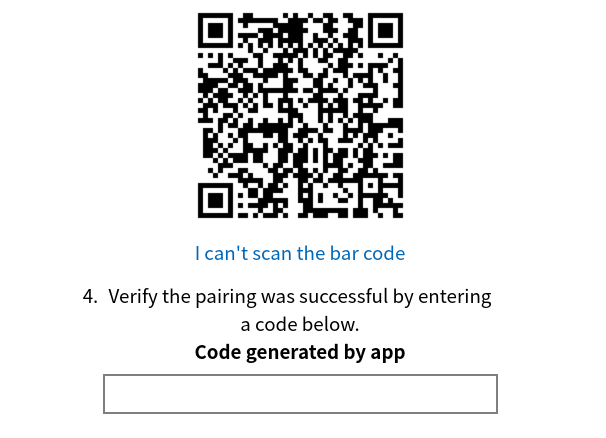 I can't scan the bar code
4. Verify the pairing was successful by entering
a code below.
Code generated by app